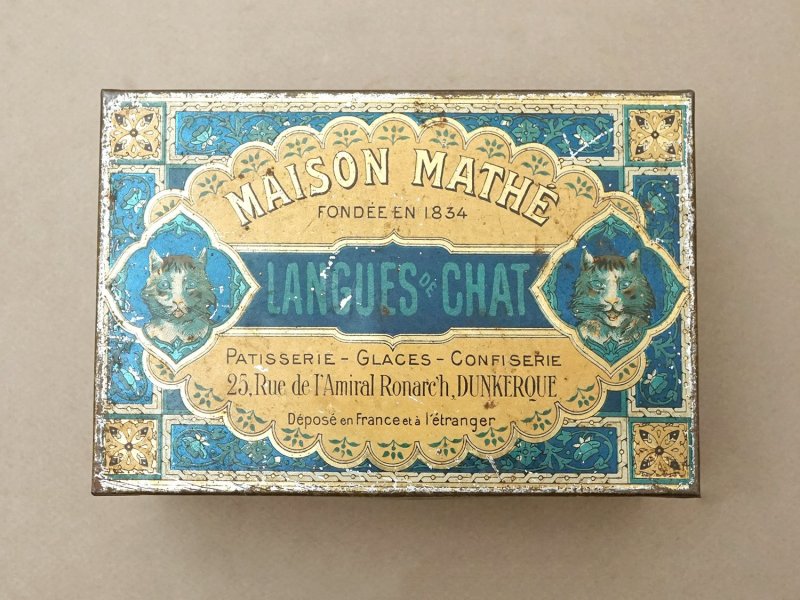 MAISON MATHÉ
FONDÉE EN 1834
LANGUES DE CHAT
PATISSERIE - GLACES - CONFISERIE
25, Rue de l'Amiral Ronarc'h, DUNKERQUE
Déposé en France et à l'étranger